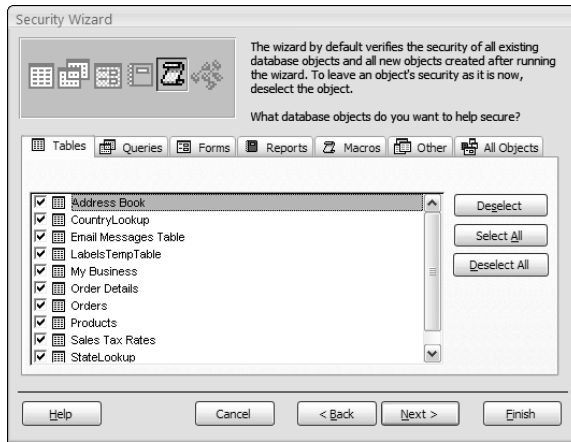 Security Wizard
The wizard by default verifies the security of all existing
database objects and all new objects created after running
the wizard. To leave an object's security as it is now,
deselect the object.
What database objects do you want to help secure?
Tables Queries Forms Reports Macros Other All Objects
Address Book
CountryLookup
Email Messages Table
LabelsTempTable
My Business
Order Details
Orders
Products
Sales Tax Rates
StateLookup
Deselect
Select All
Deselect All
Help Cancel < Back Next > Finish